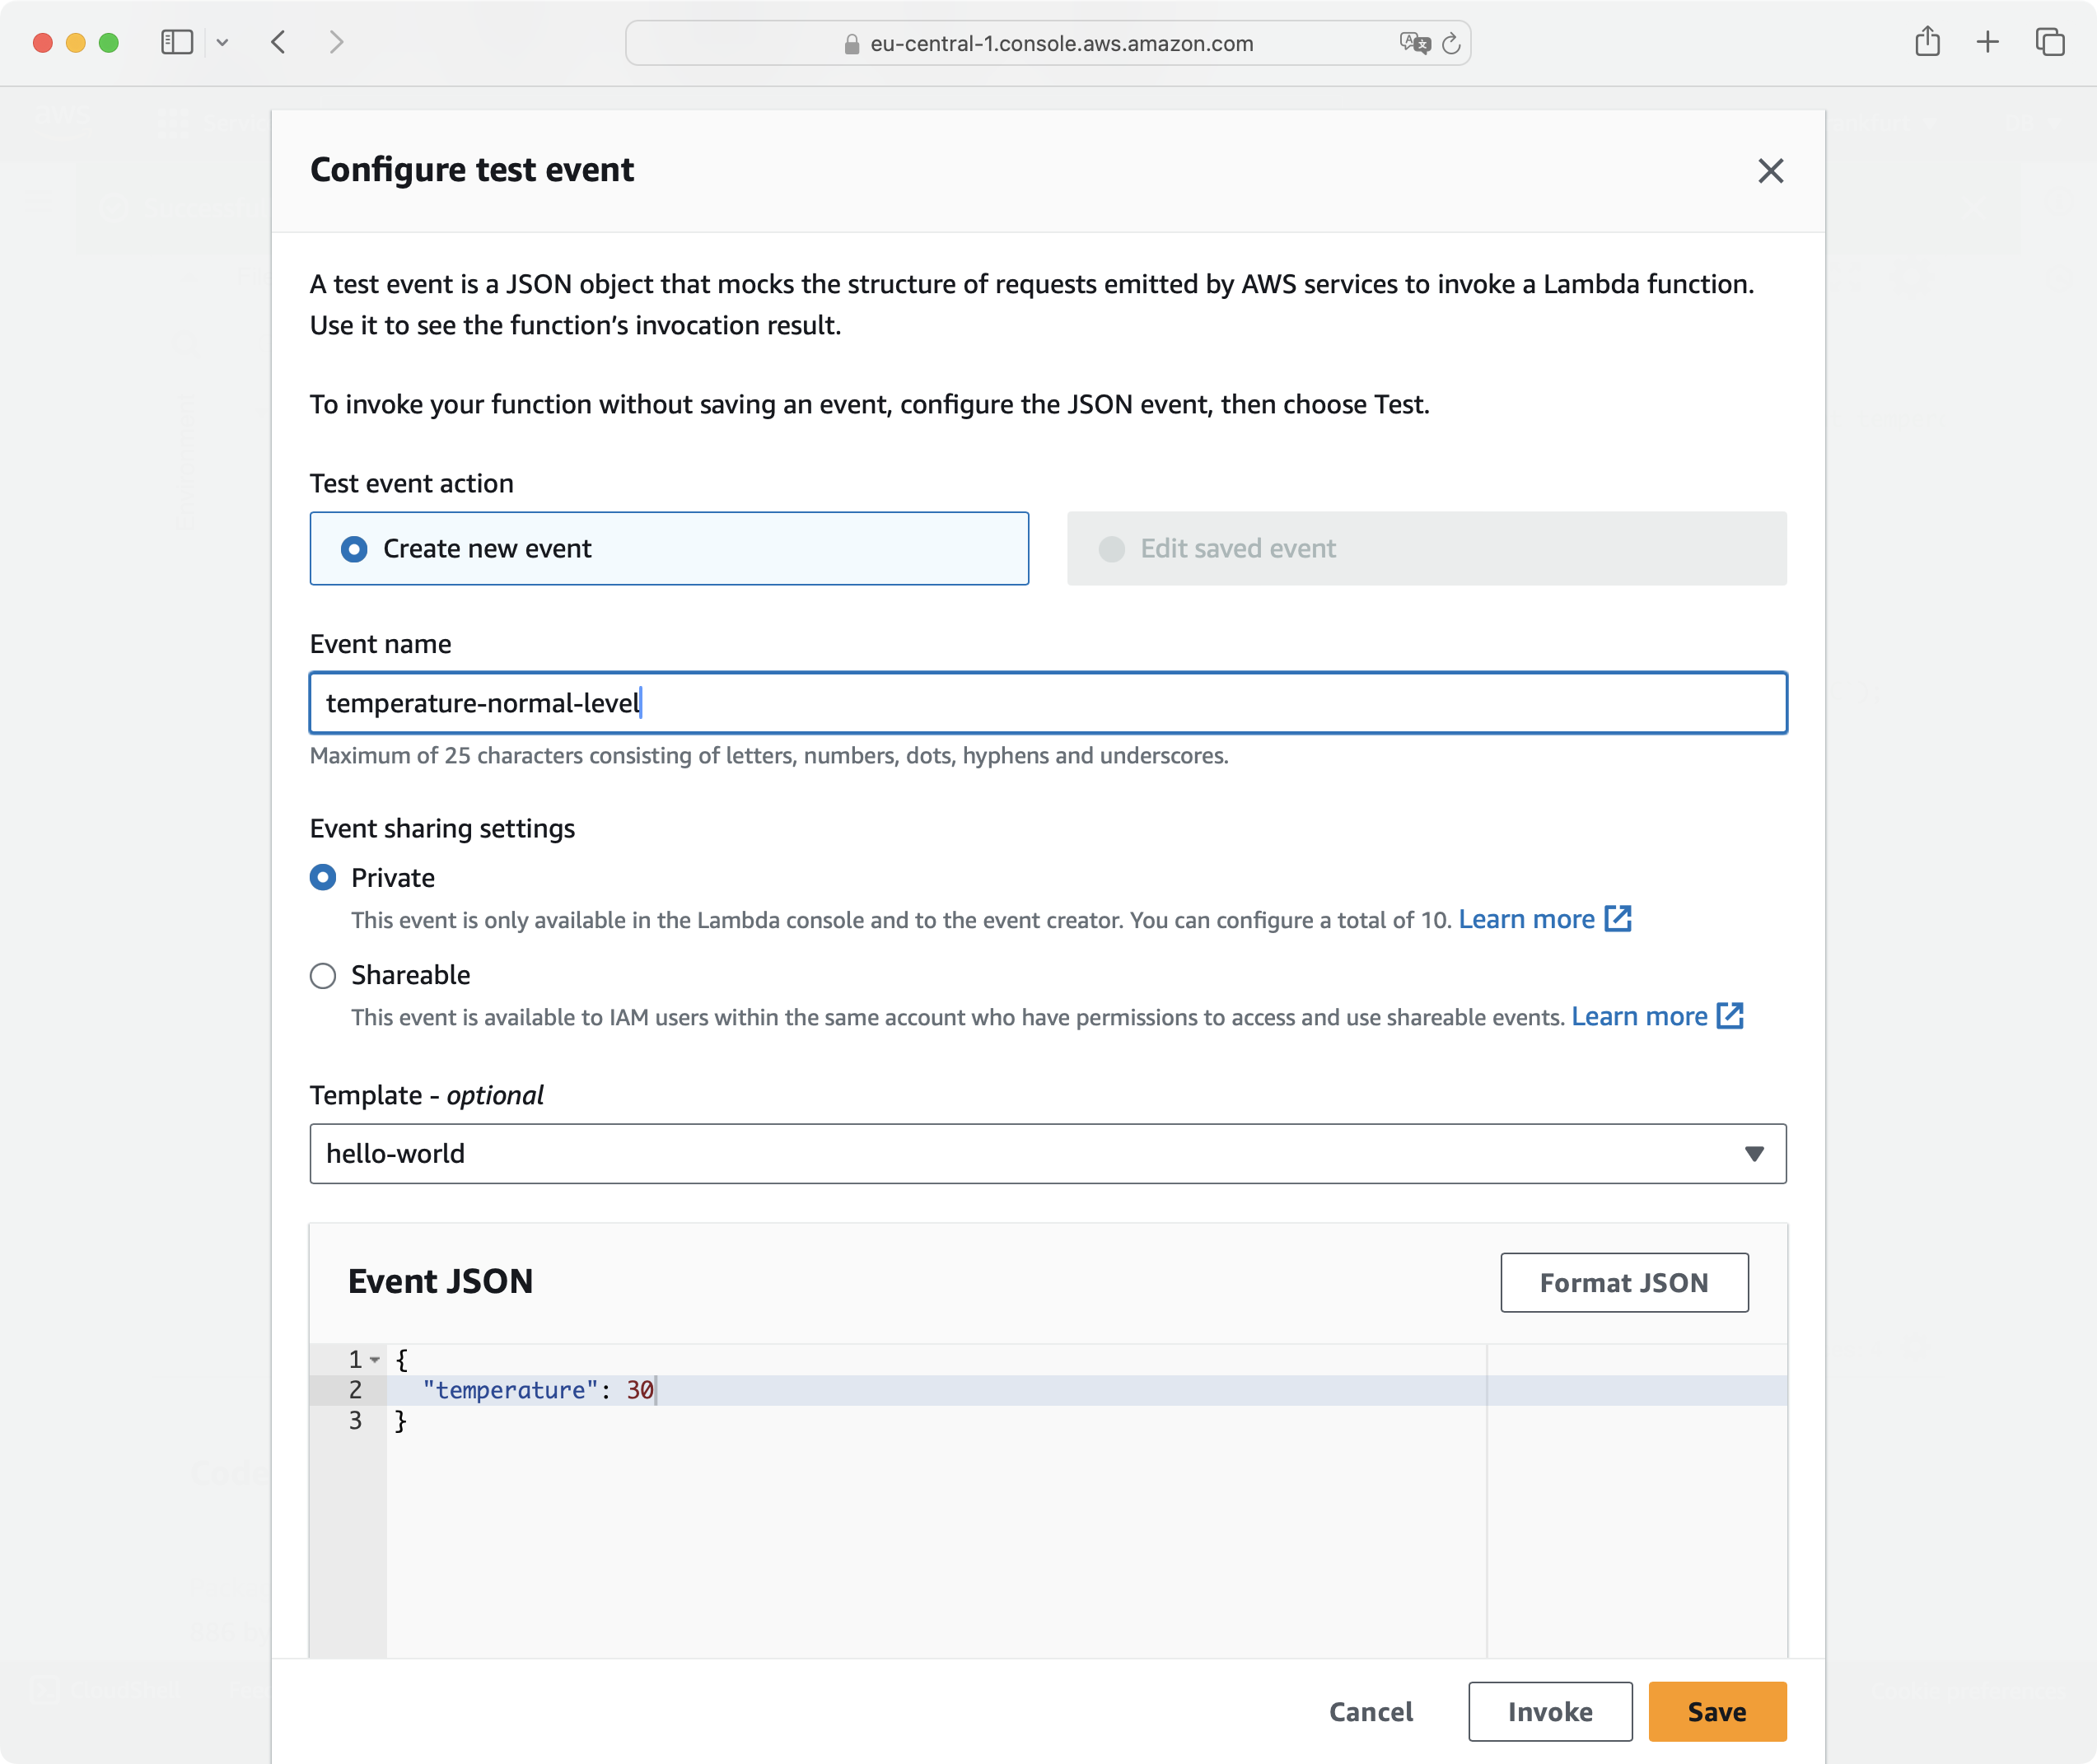 eu-central-1.console.aws.amazon.com
Configure test event
A test event is a JSON object that mocks the structure of requests emitted by AWS services to invoke a Lambda function.
Use it to see the function’s invocation result.
To invoke your function without saving an event, configure the JSON event, then choose Test.
Test event action
Create new event
Edit saved event
Event name
temperature-normal-level
Maximum of 25 characters consisting of letters, numbers, dots, hyphens and underscores.
Event sharing settings
Private
This event is only available in the Lambda console and to the event creator. You can configure a total of 10. Learn more
Shareable
This event is available to IAM users within the same account who have permissions to access and use shareable events. Learn more
Template - optional
hello-world
Event JSON
Format JSON
1 {
2 "temperature": 30
3 }
Cancel
Invoke
Save